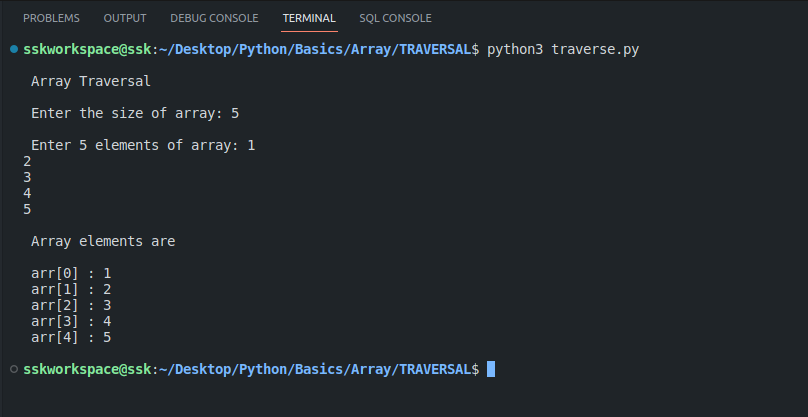 PROBLEMS OUTPUT DEBUG CONSOLE TERMINAL SQL CONSOLE
sskworkspace@ssk:~/Desktop/Python/Basics/Array/TRAVERSAL$ python3 traverse.py
Array Traversal
Enter the size of array: 5
Enter 5 elements of array: 1
2
3
4
5
Array elements are
arr[0] : 1
arr[1] : 2
arr[2] : 3
arr[3] : 4
arr[4] : 5
sskworkspace@ssk:~/Desktop/Python/Basics/Array/TRAVERSAL$